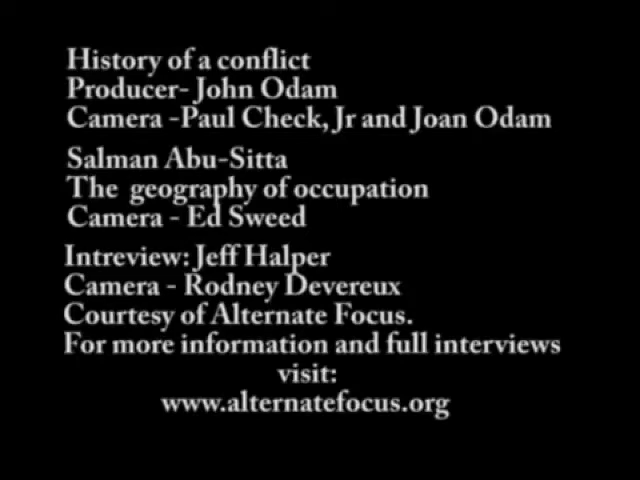 History of a conflict
Producer- John Odam
Camera -Paul Check, Jr and Joan Odam
Salman Abu-Sitta
The geography of occupation
Camera - Ed Sweed
Intreview: Jeff Halper
Camera - Rodney Devereux
Courtesy of Alternate Focus.
For more information and full interviews
visit:
www.alternatefocus.org